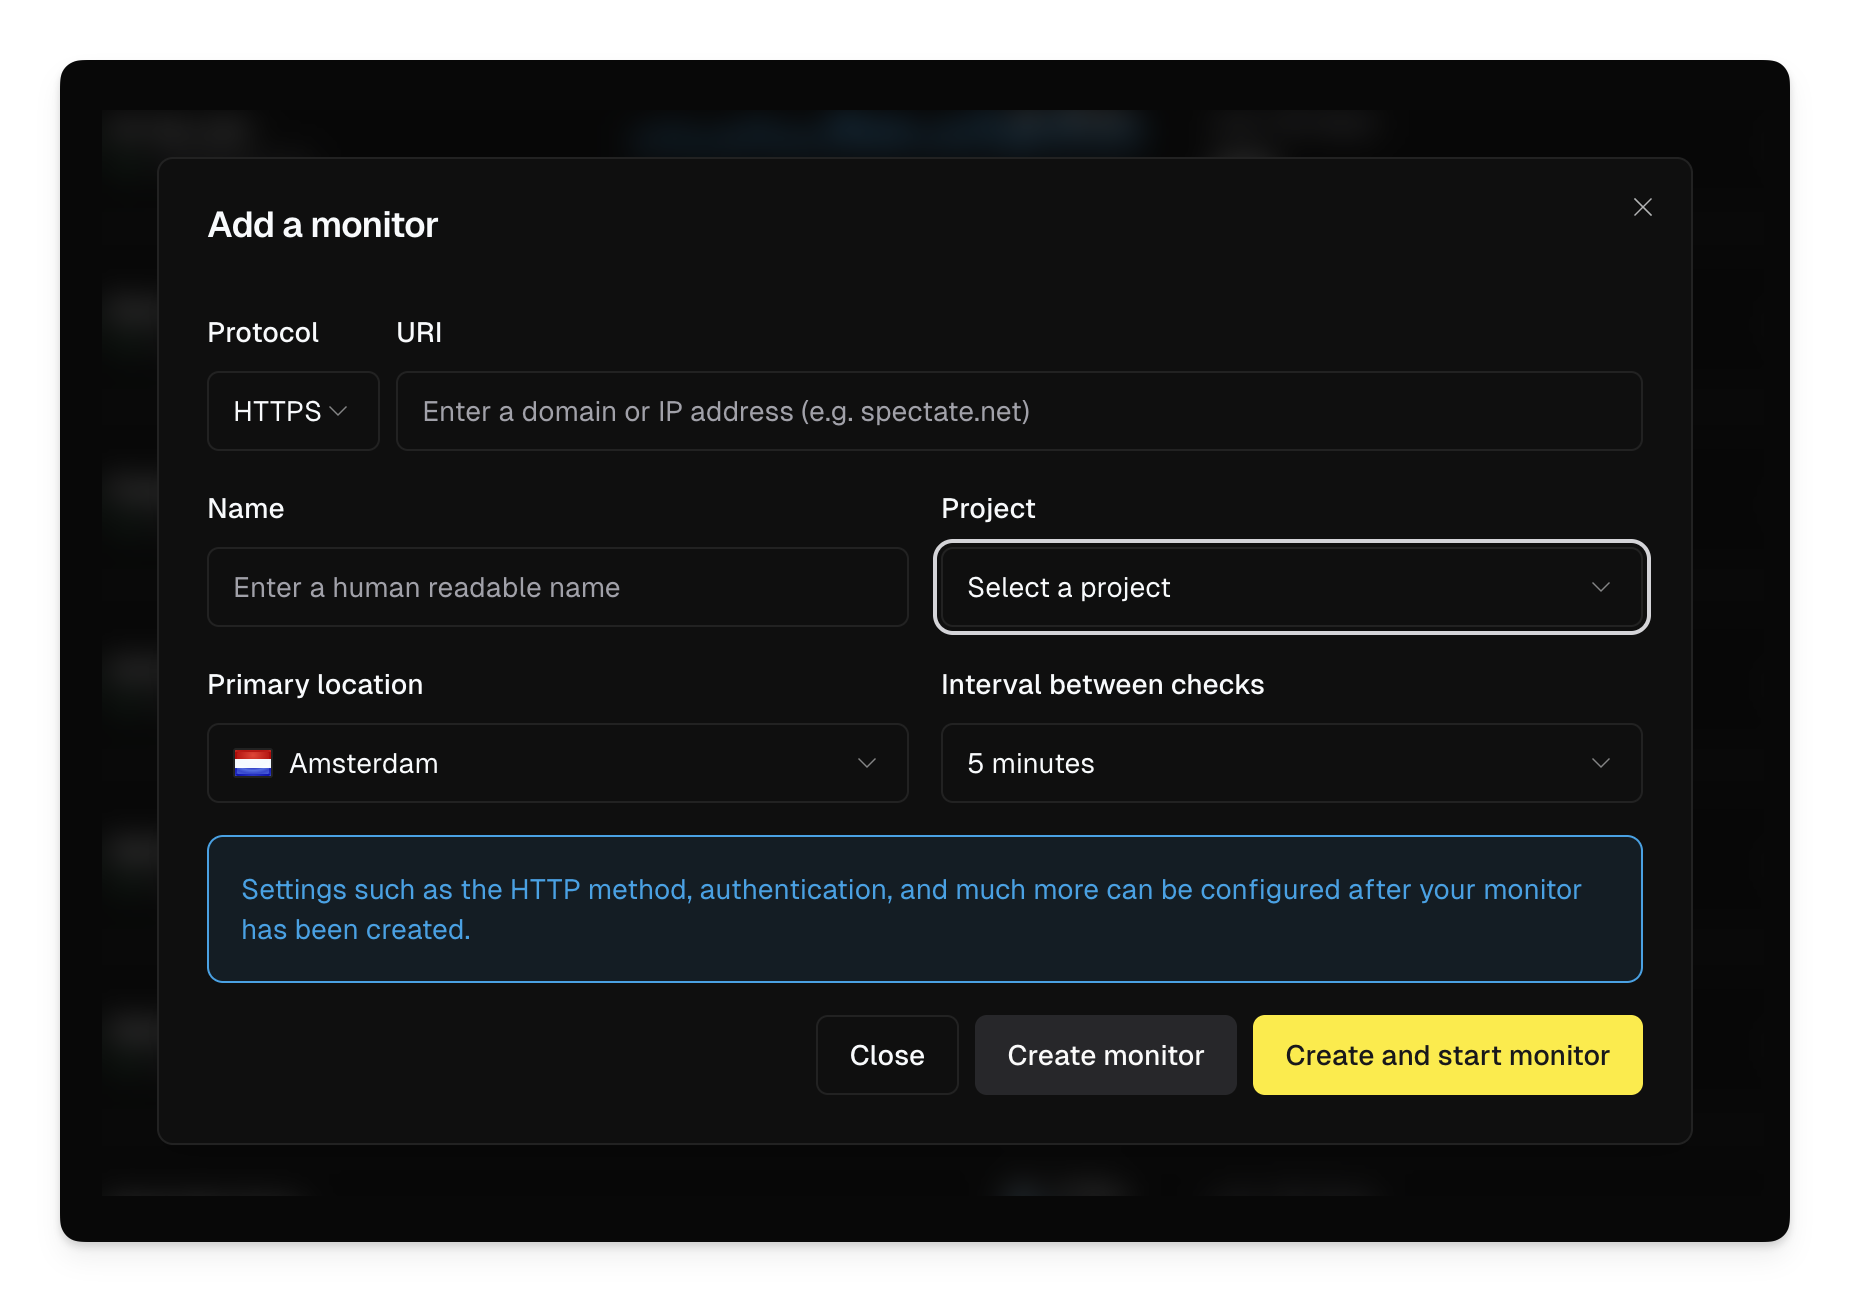 Add a monitor
Protocol
URI
HTTPS
Enter a domain or IP address (e.g. spectate.net)
Name
Project
Enter a human readable name
Select a project
Primary location
Interval between checks
Amsterdam
5 minutes
Settings such as the HTTP method, authentication, and much more can be configured after your monitor
has been created.
Close
Create monitor
Create and start monitor